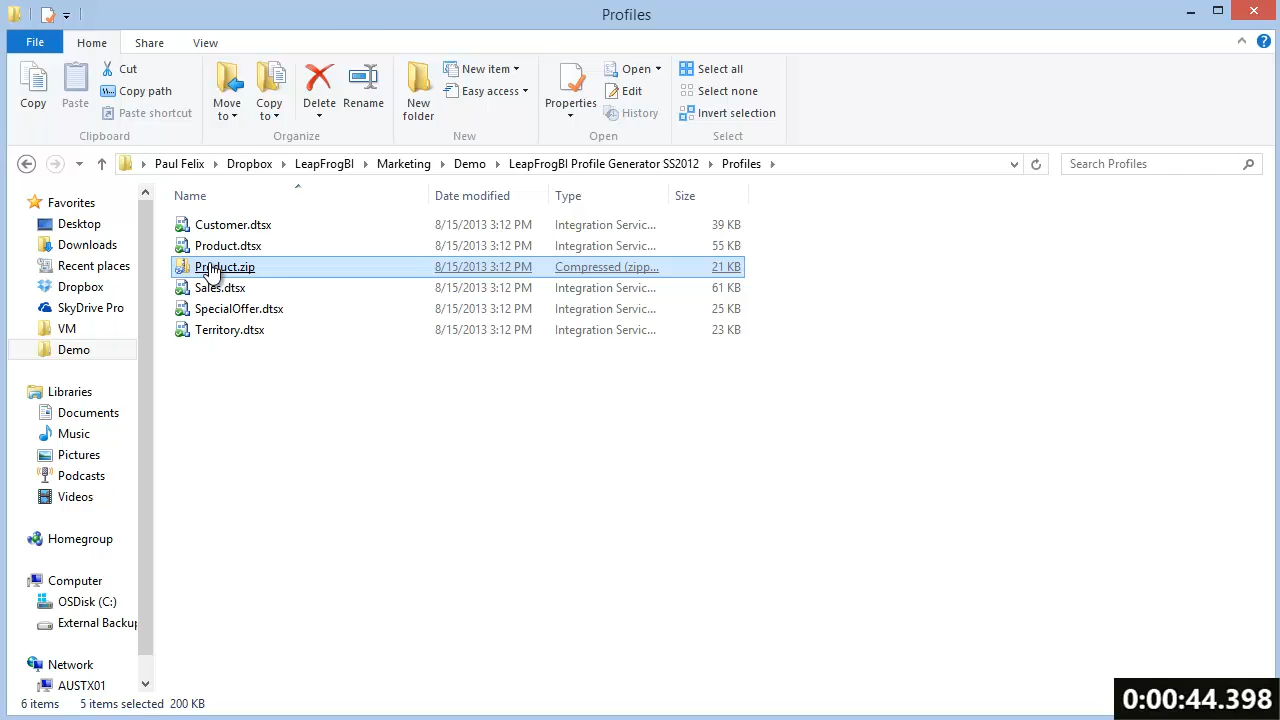 Profiles
File Home Share View
Copy Paste Cut Copy path Paste shortcut
Clipboard
Move to Copy to Delete Rename
Organize
New folder New item Easy access
New
Properties Open Edit History
Open
Select all Select none Invert selection
Select
Paul Felix Dropbox LeapFrogBI Marketing Demo LeapFrogBI Profile Generator SS2012 Profiles
Search Profiles
Favorites
Desktop
Downloads
Recent places
Dropbox
SkyDrive Pro
VM
Demo
Libraries
Documents
Music
Pictures
Podcasts
Videos
Homegroup
Computer
OSDisk (C:)
External Backup
Network
AUSTX01
Name Date modified Type Size
Customer.dtsx 8/15/2013 3:12 PM Integration Servic... 39 KB
Product.dtsx 8/15/2013 3:12 PM Integration Servic... 55 KB
Product.zip 8/15/2013 3:12 PM Compressed (zipp... 21 KB
Sales.dtsx 8/15/2013 3:12 PM Integration Servic... 61 KB
SpecialOffer.dtsx 8/15/2013 3:12 PM Integration Servic... 25 KB
Territory.dtsx 8/15/2013 3:12 PM Integration Servic... 23 KB
6 items 5 items selected 200 KB
0:00:44.398